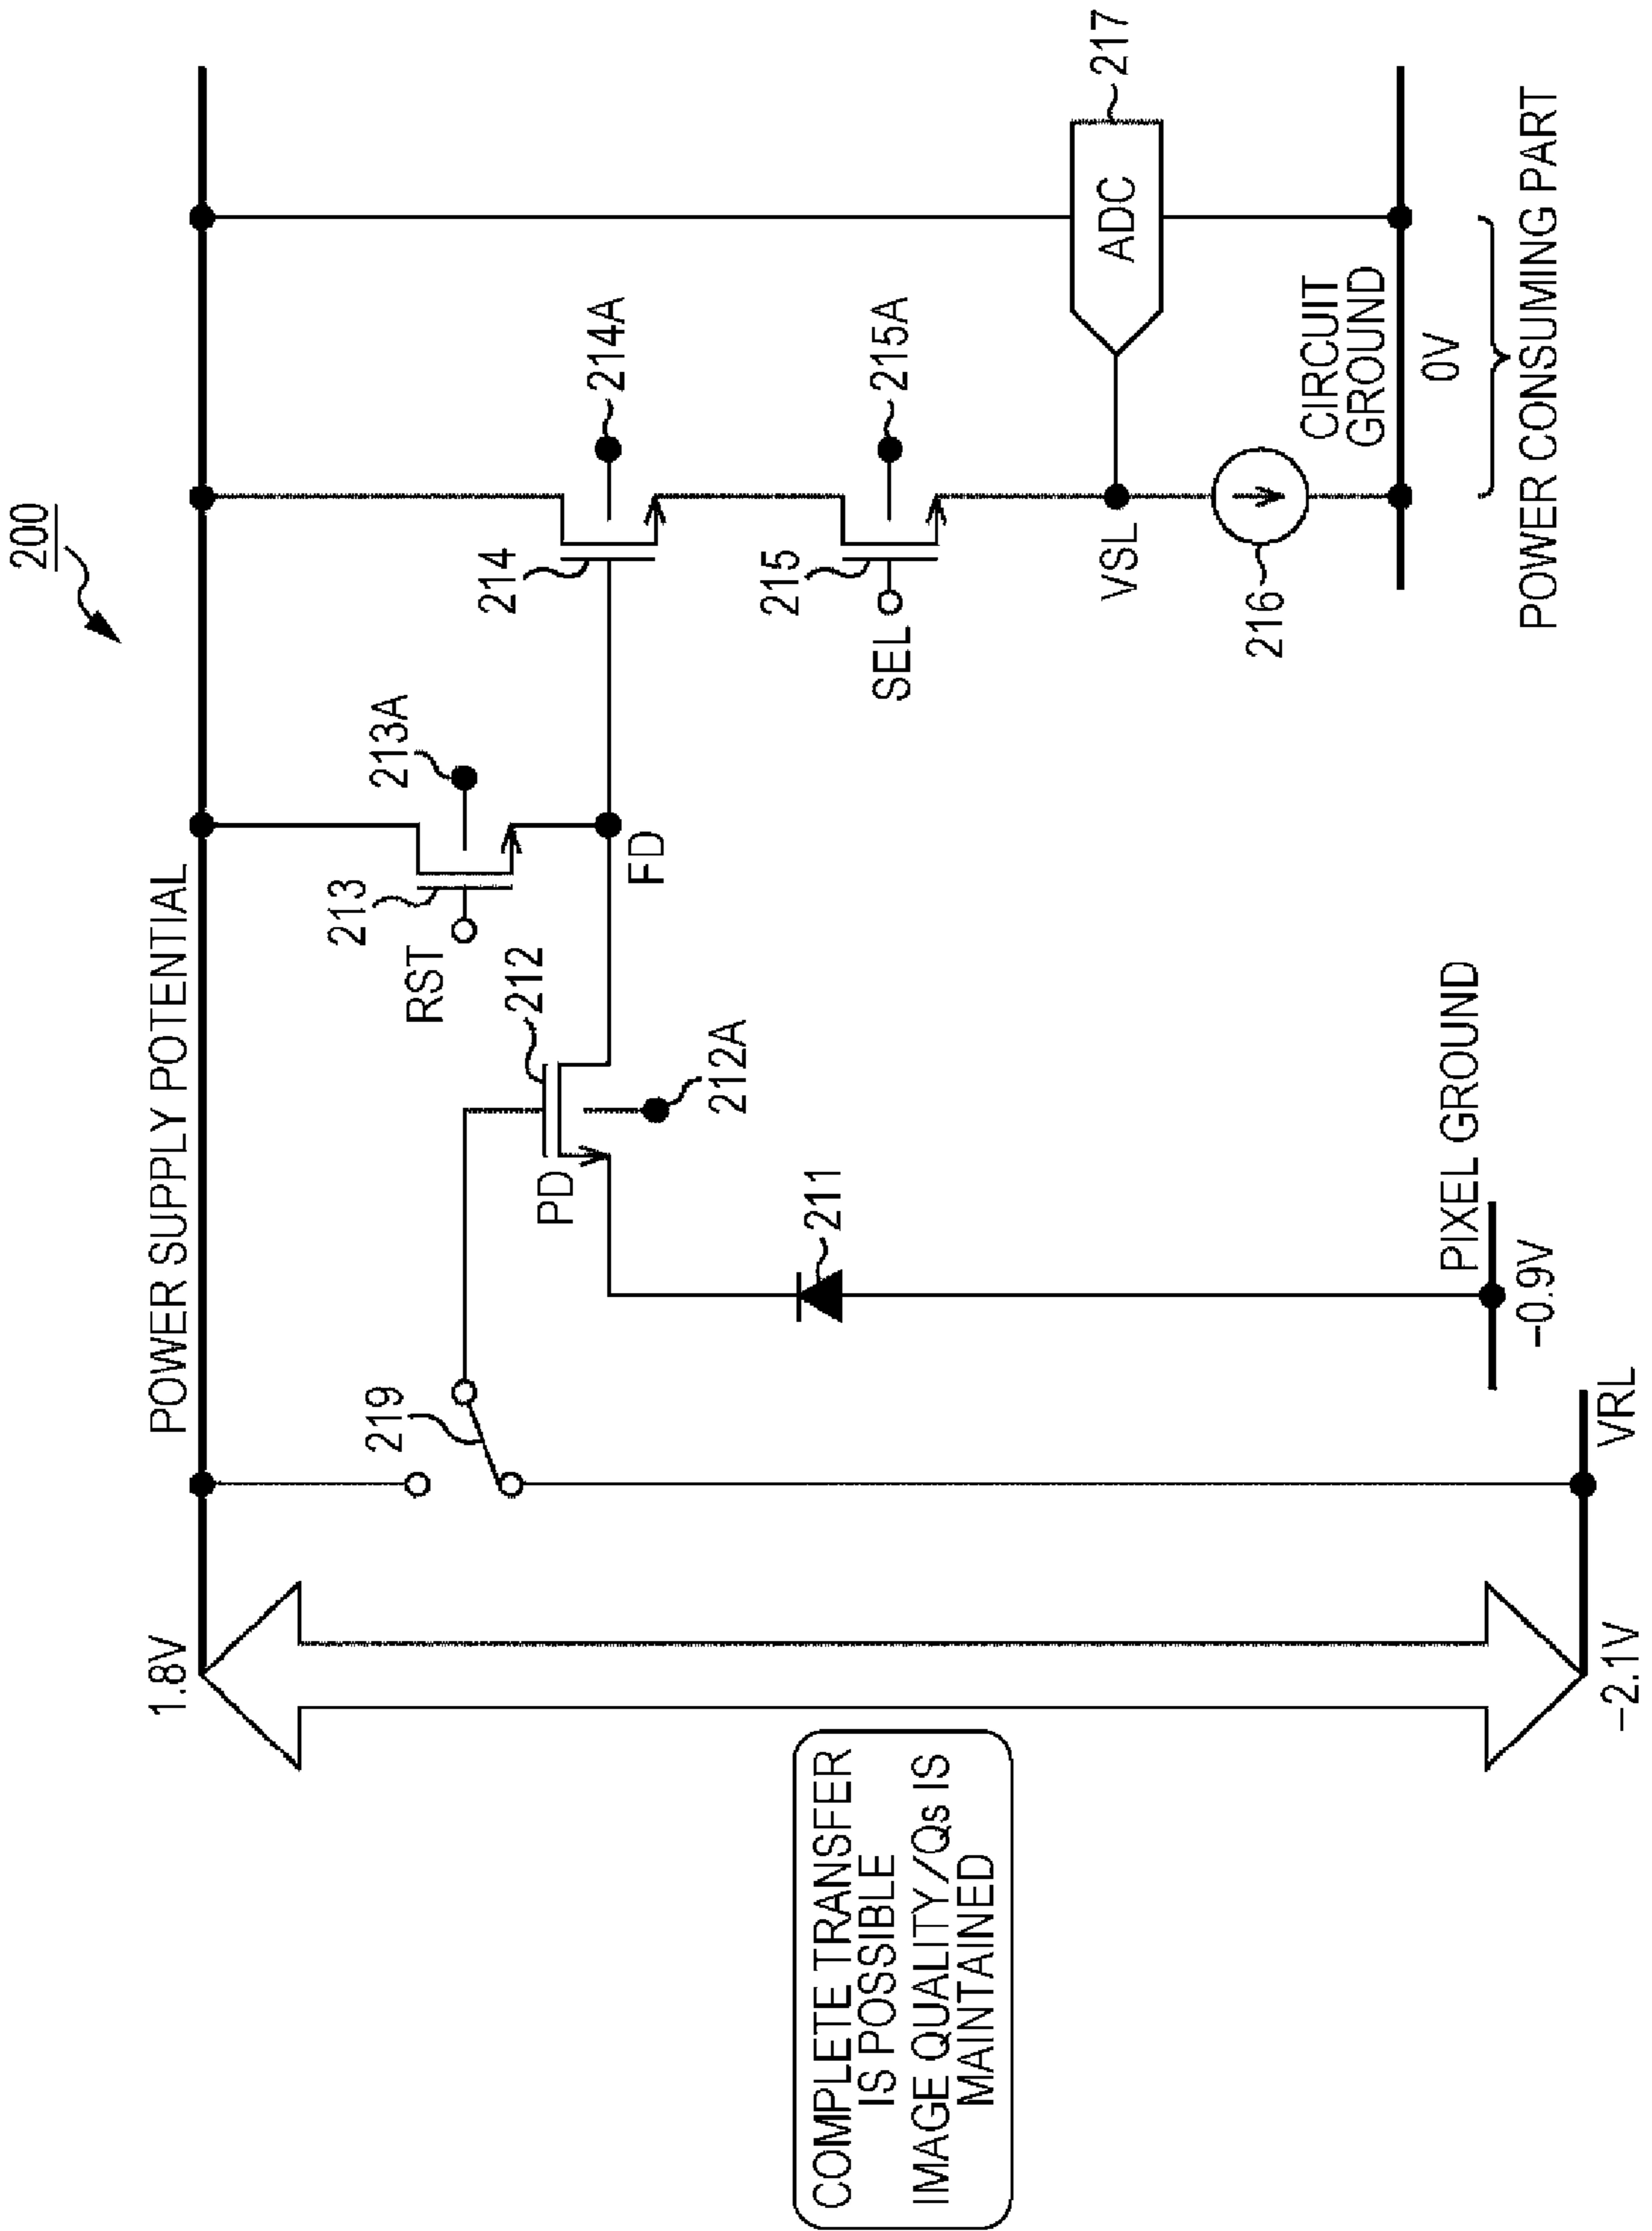 200
1.8V
POWER SUPPLY POTENTIAL
219
RST
213
213A
PD
212
212A
FD
214
214A
SEL
215
215A
211
VSL
ADC
217
216
COMPLETE TRANSFER
IS POSSIBLE
IMAGE QUALITY/Qs IS
MAINTAINED
CIRCUIT
GROUND
0V
PIXEL GROUND
−0.9V
POWER CONSUMING PART
VRL
−2.1V